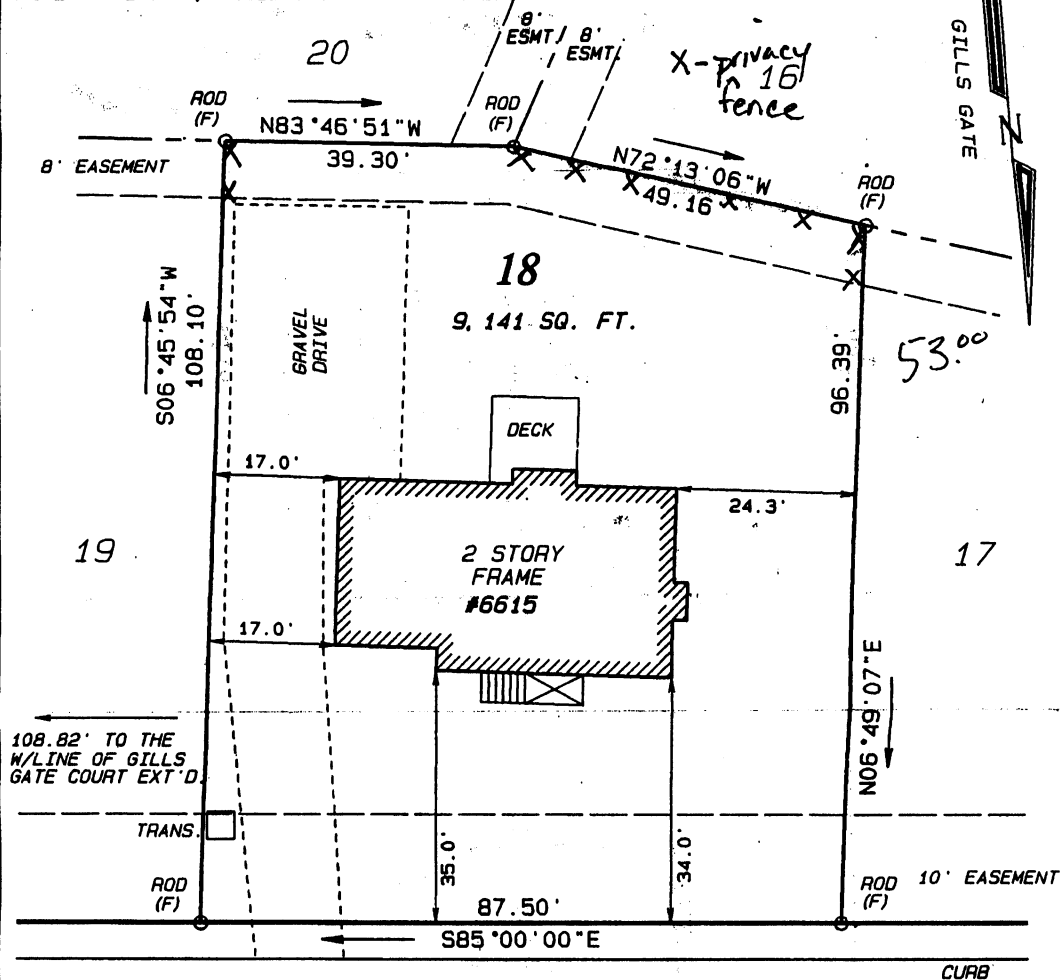 20
8'
ESMT.
8'
ESMT.
X-privacy
fence
16
GILLS GATE
N
ROD
(F)
N83°46'51"W
39.30'
ROD
(F)
N72°13'06"W
49.16
ROD
(F)
8' EASEMENT
18
9,141 SQ. FT.
S06°45'54"W
108.10'
GRAVEL
DRIVE
X
X
X
X
X
X
X
X
X
96.39'
53.00
DECK
17.0'
24.3'
19
2 STORY
FRAME
#6615
17
17.0'
N06°49'07"E
108.82' TO THE
W/LINE OF GILLS
GATE COURT EXT'D.
TRANS.
35.0'
34.0'
ROD
(F)
ROD
(F)
10' EASEMENT
87.50'
S85°00'00"E
CURB